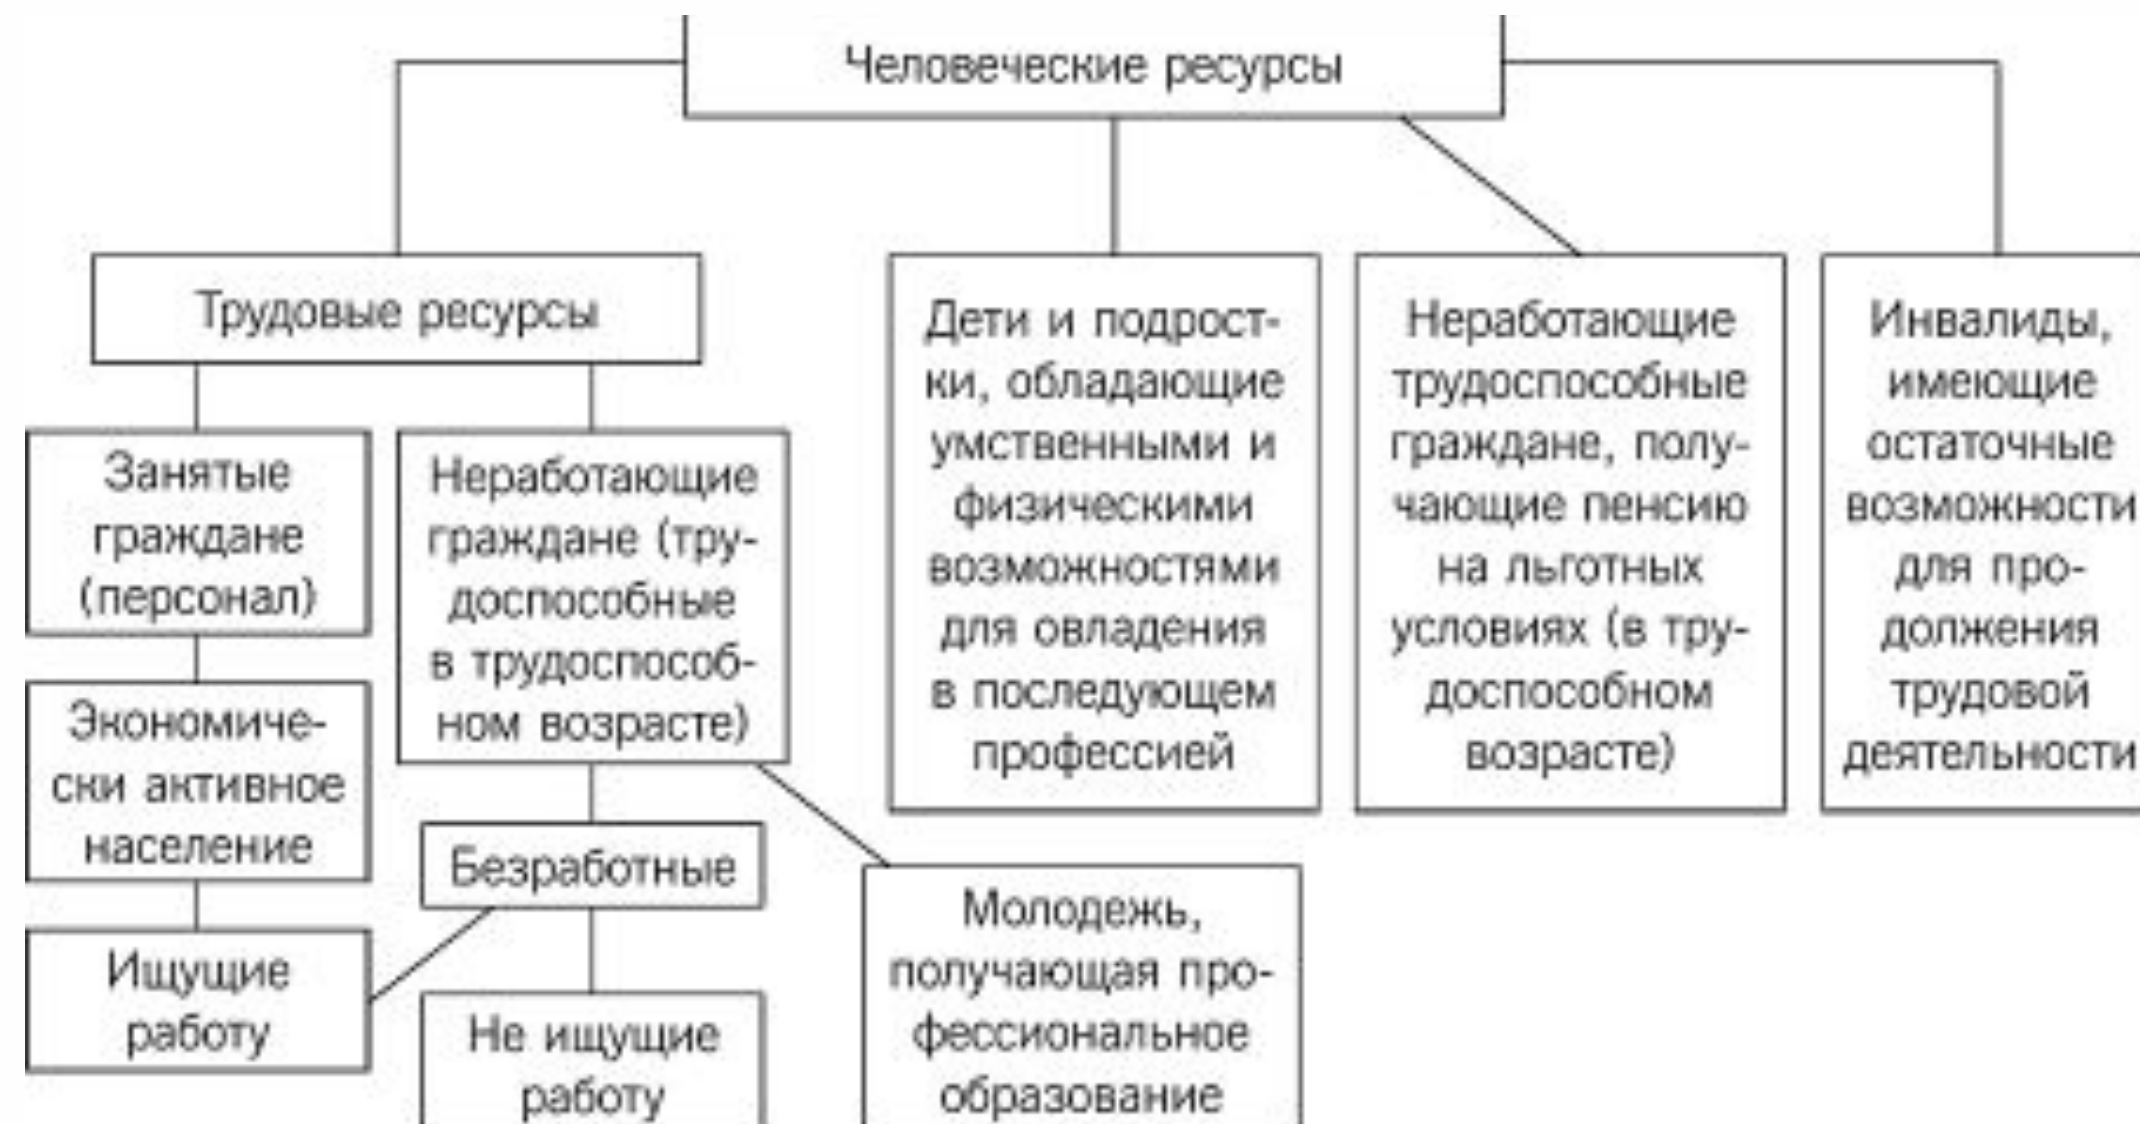 Человеческие ресурсы
Трудовые ресурсы
Занятые
граждане
(персонал)
Экономиче-
ски активное
население
Ищущие
работу
Неработающие
граждане (тру-
доспособные
в трудоспособ-
ном возрасте)
Безработные
Не ищущие
работу
Молодежь,
получающая про-
фессиональное
образование
Дети и подрост-
ки, обладающие
умственными и
физическими
возможностями
для овладения
в последующем
профессией
Неработающие
трудоспособные
граждане, полу-
чающие пенсию
на льготных
условиях (в тру-
доспособном
возрасте)
Инвалиды,
имеющие
остаточные
возможности
для про-
должения
трудовой
деятельности